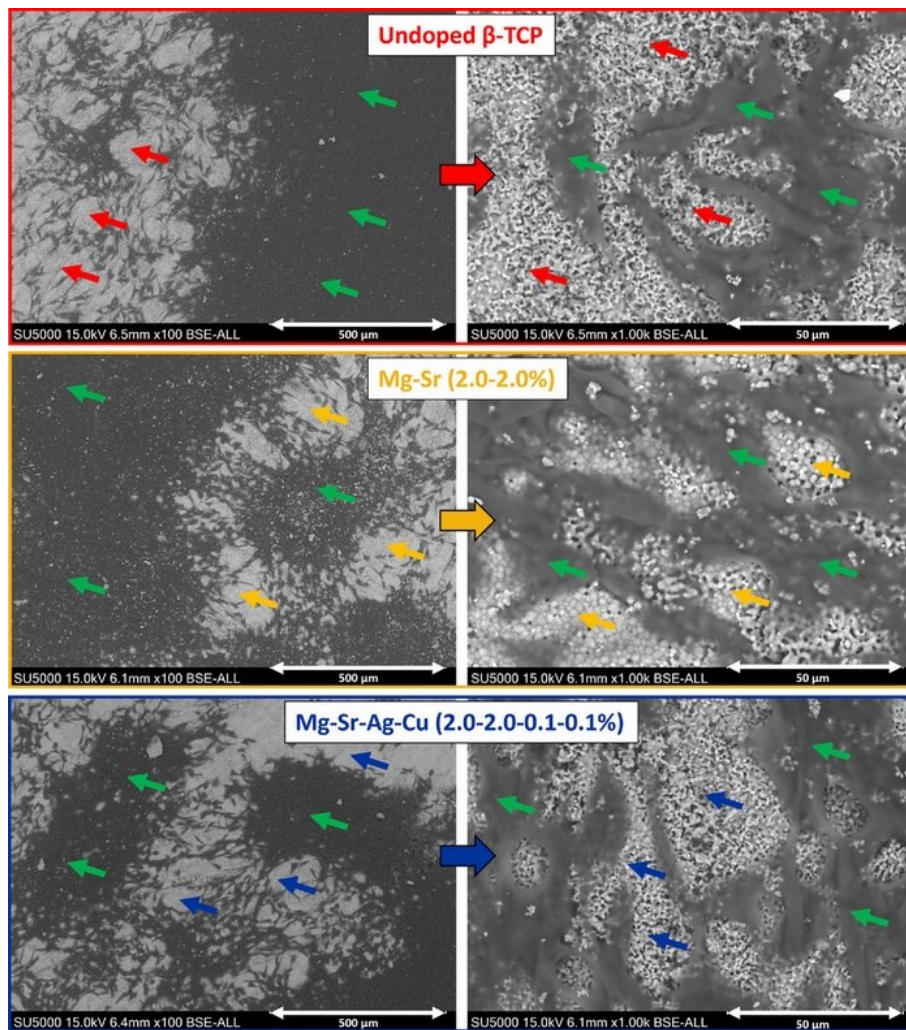 Undoped β-TCP
SU5000 15.0kV 6.5mm x100 BSE-ALL
500 µm
SU5000 15.0kV 6.5mm x1.00k BSE-ALL
50 µm
Mg-Sr (2.0-2.0%)
SU5000 15.0kV 6.1mm x100 BSE-ALL
500 µm
SU5000 15.0kV 6.1mm x1.00k BSE-ALL
50 µm
Mg-Sr-Ag-Cu (2.0-2.0-0.1-0.1%)
SU5000 15.0kV 6.4mm x100 BSE-ALL
500 µm
SU5000 15.0kV 6.1mm x1.00k BSE-ALL
50 µm